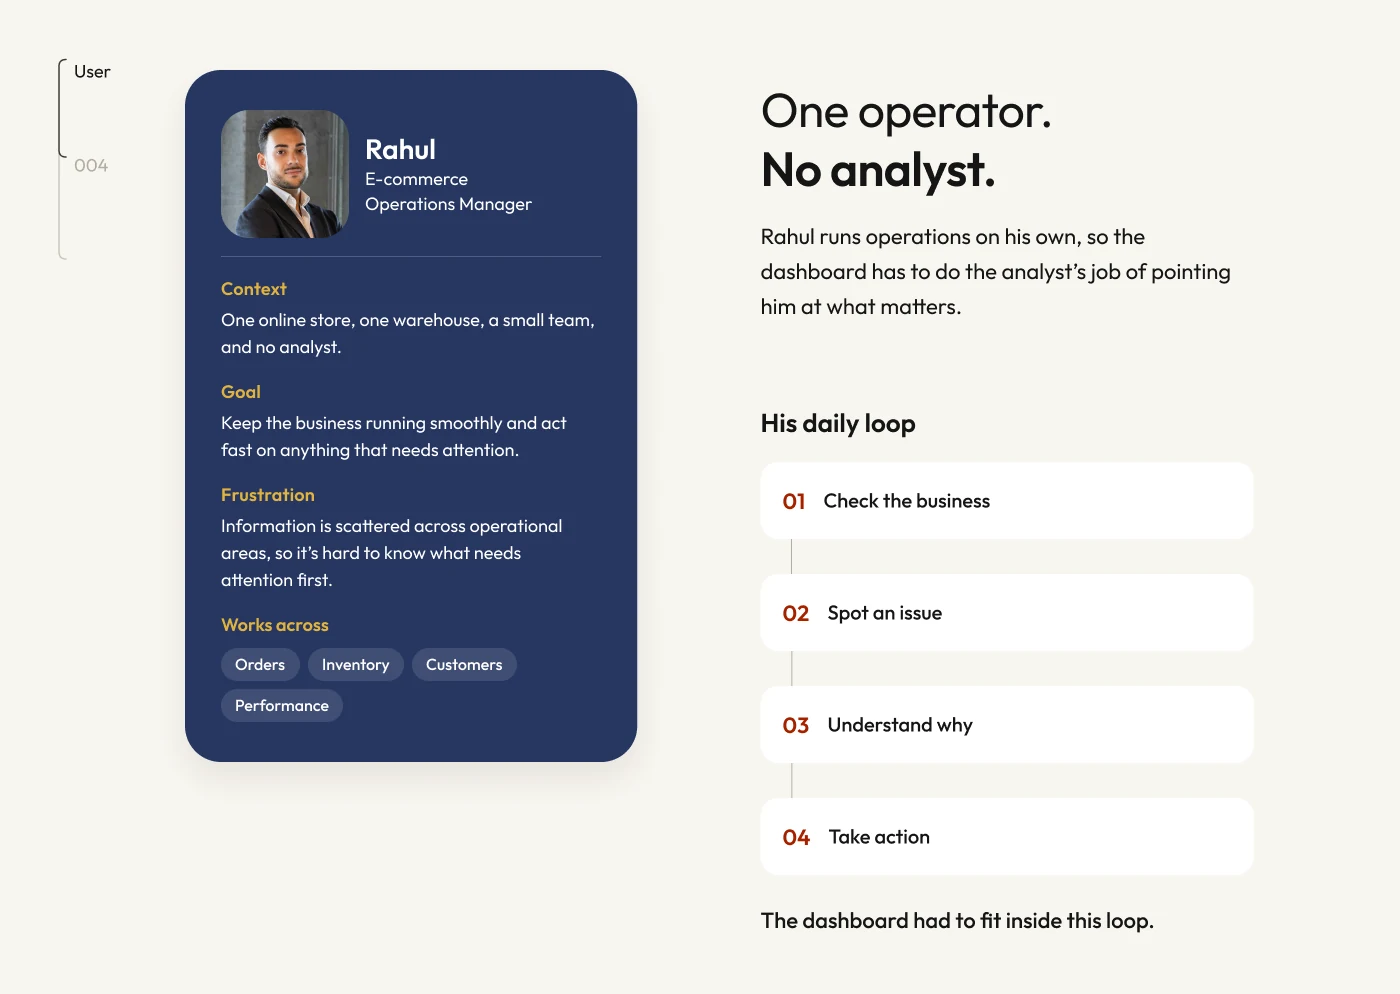 User
004
Rahul
E-commerce
Operations Manager
Context
One online store, one warehouse, a small team,
and no analyst.
Goal
Keep the business running smoothly and act
fast on anything that needs attention.
Frustration
Information is scattered across operational
areas, so it’s hard to know what needs
attention first.
Works across
Orders
Inventory
Customers
Performance
One operator.
No analyst.
Rahul runs operations on his own, so the
dashboard has to do the analyst’s job of pointing
him at what matters.
His daily loop
01 Check the business
02 Spot an issue
03 Understand why
04 Take action
The dashboard had to fit inside this loop.